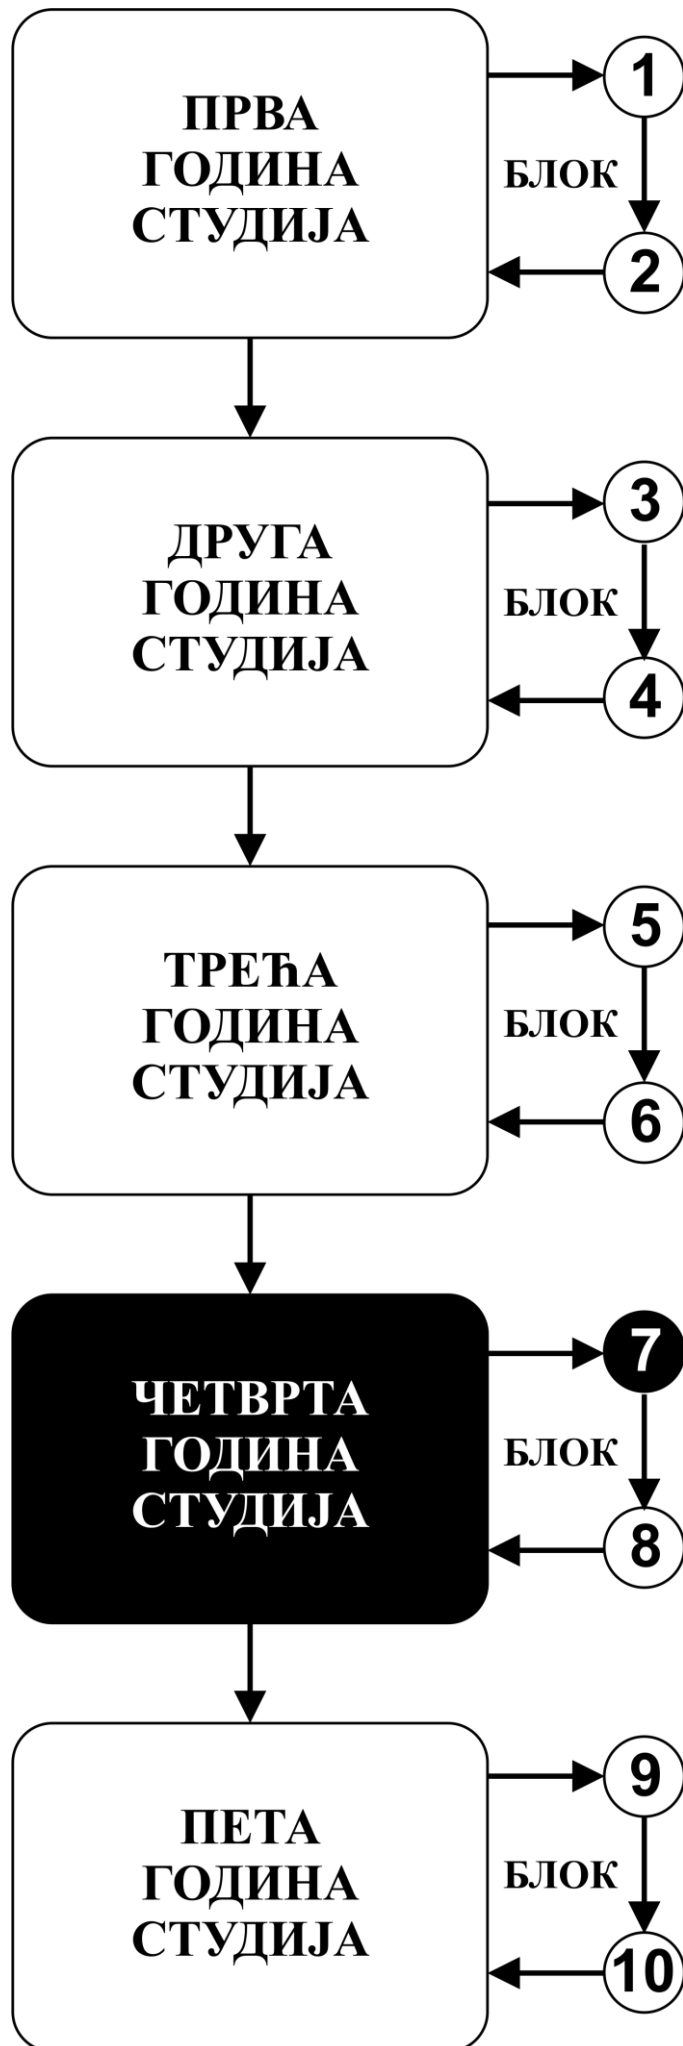 ПРВА
ГОДИНА
СТУДИЈА
1
БЛОК
2
ДРУГА
ГОДИНА
СТУДИЈА
3
БЛОК
4
ТРЕЋА
ГОДИНА
СТУДИЈА
5
БЛОК
6
ЧЕТВРТА
ГОДИНА
СТУДИЈА
7
БЛОК
8
ПЕТА
ГОДИНА
СТУДИЈА
9
БЛОК
10